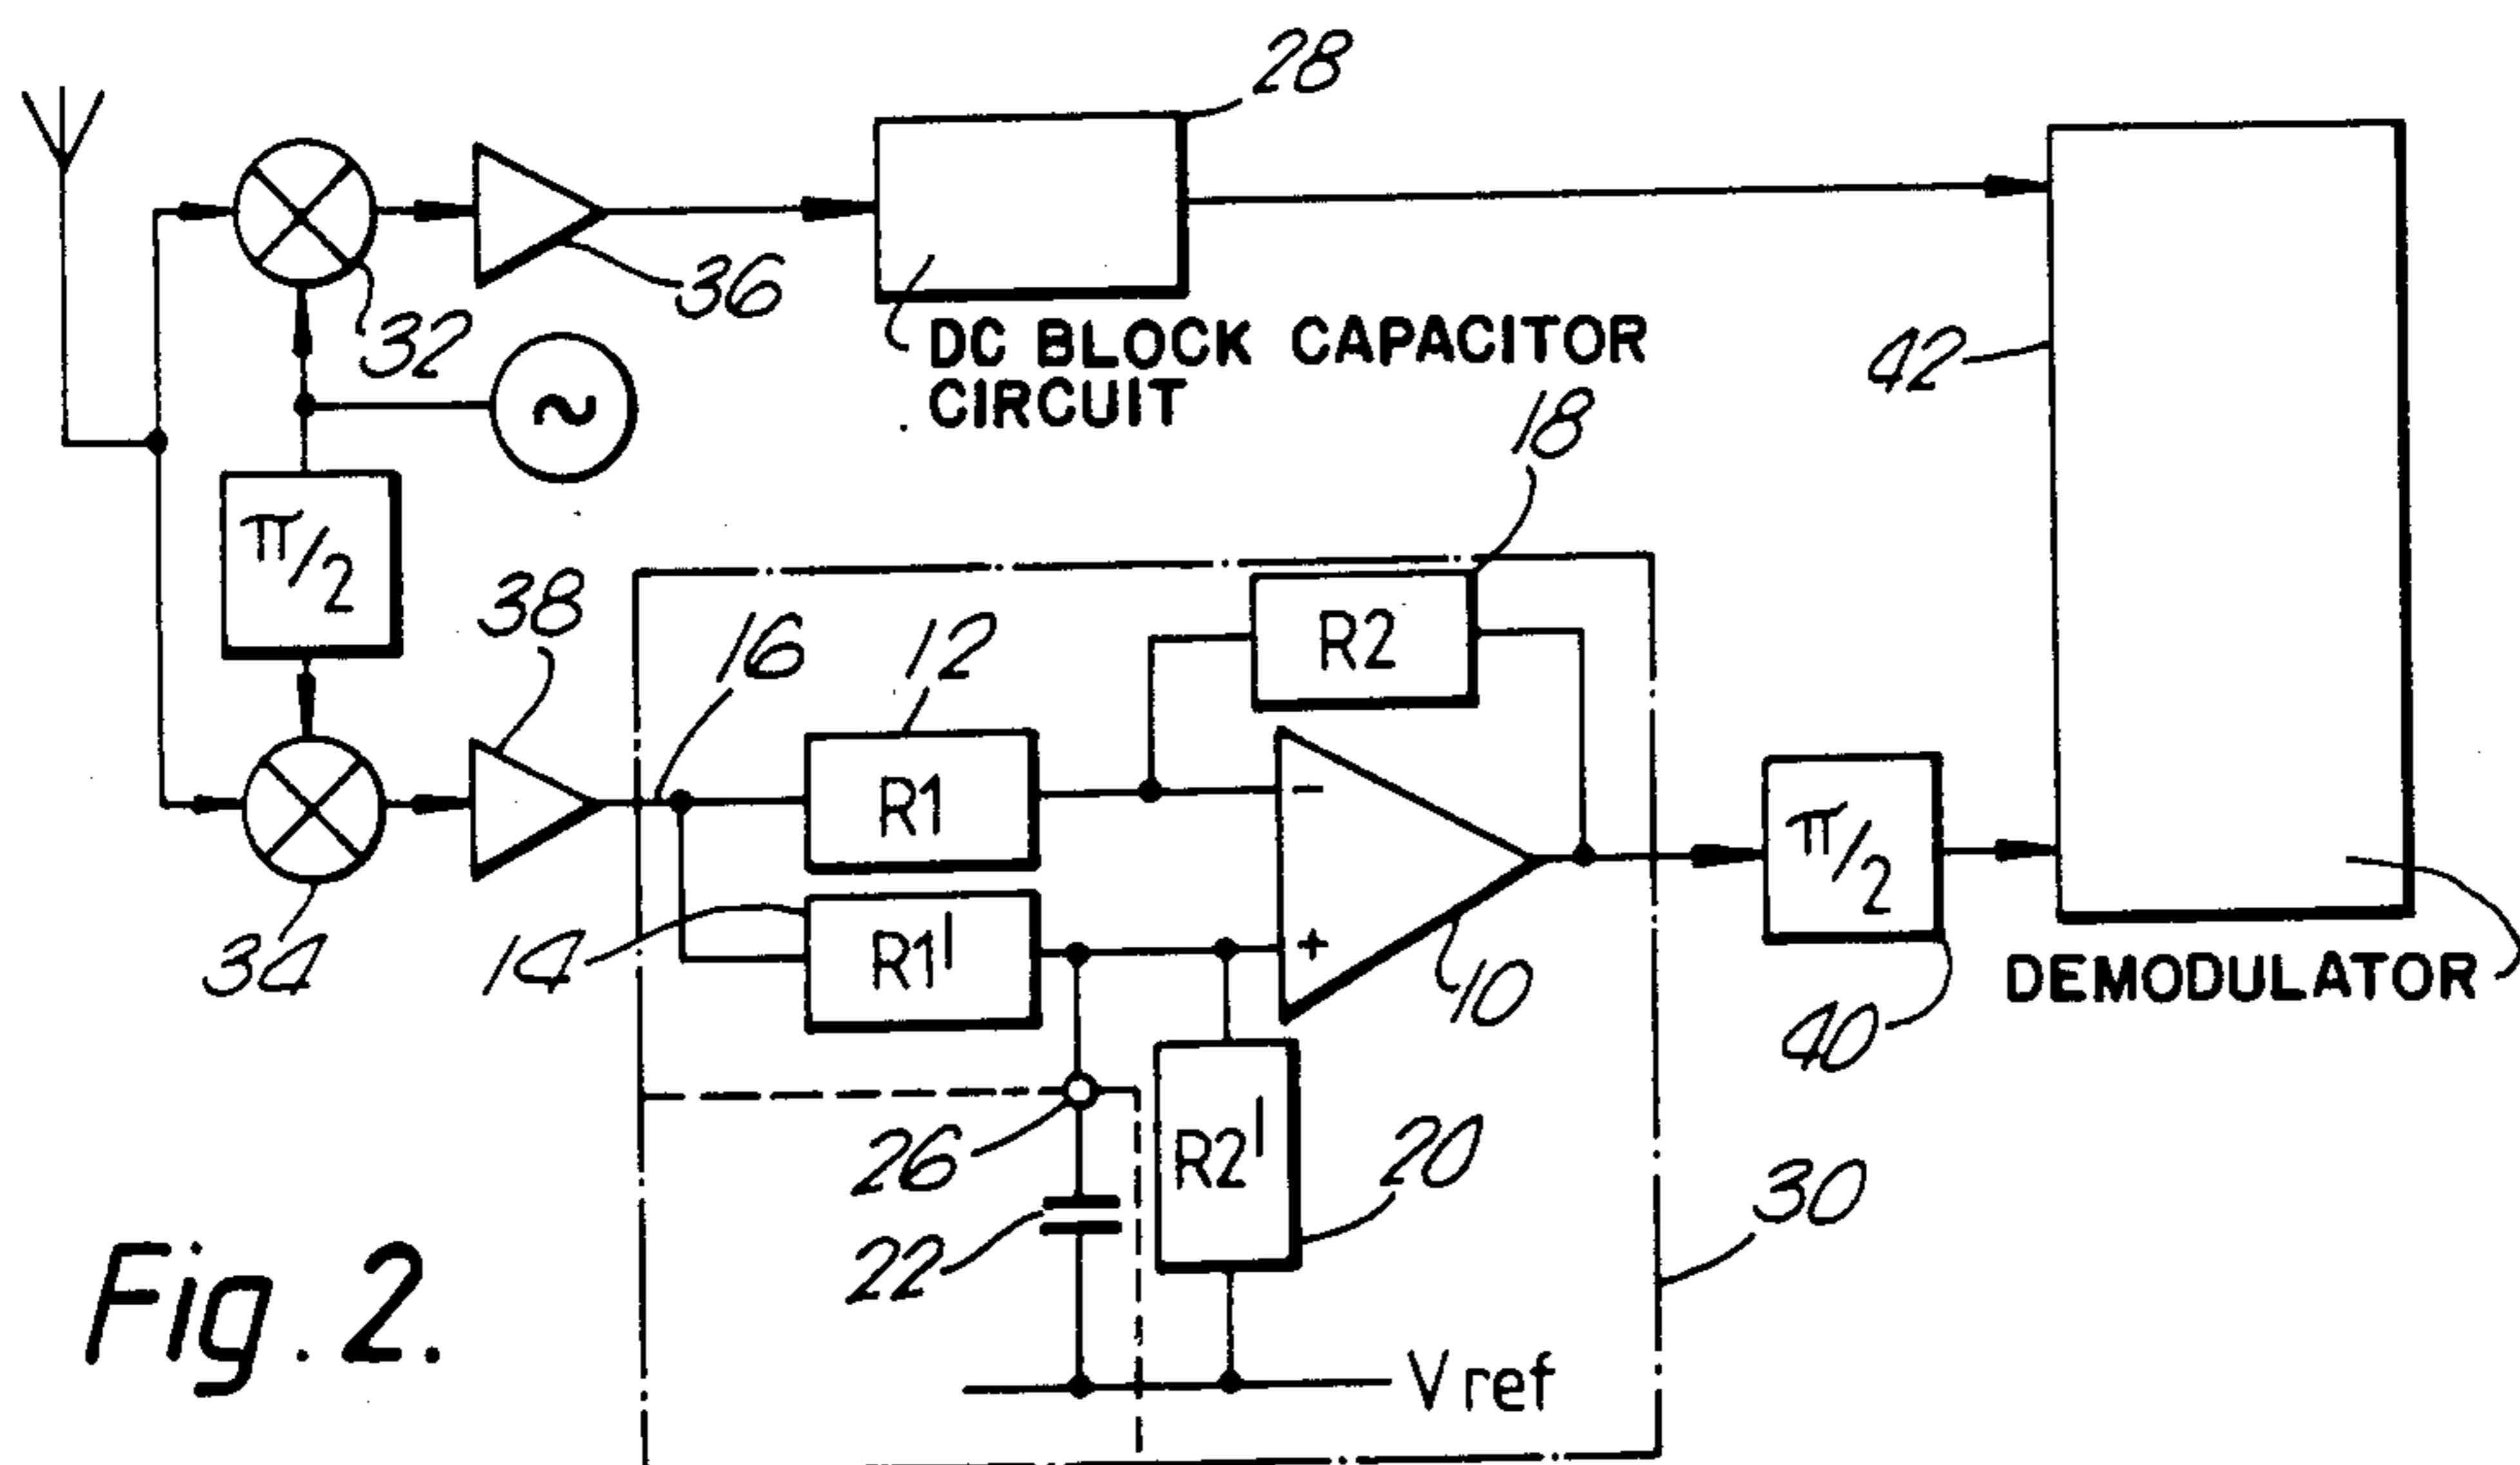 28
36
32
DC BLOCK CAPACITOR
CIRCUIT
42
18
~
π/2
38
16
12
R2
R1
-
π/2
34
14
R1'
+
10
DEMODULATOR
40
26
R2'
20
30
22
Fig. 2.
Vref